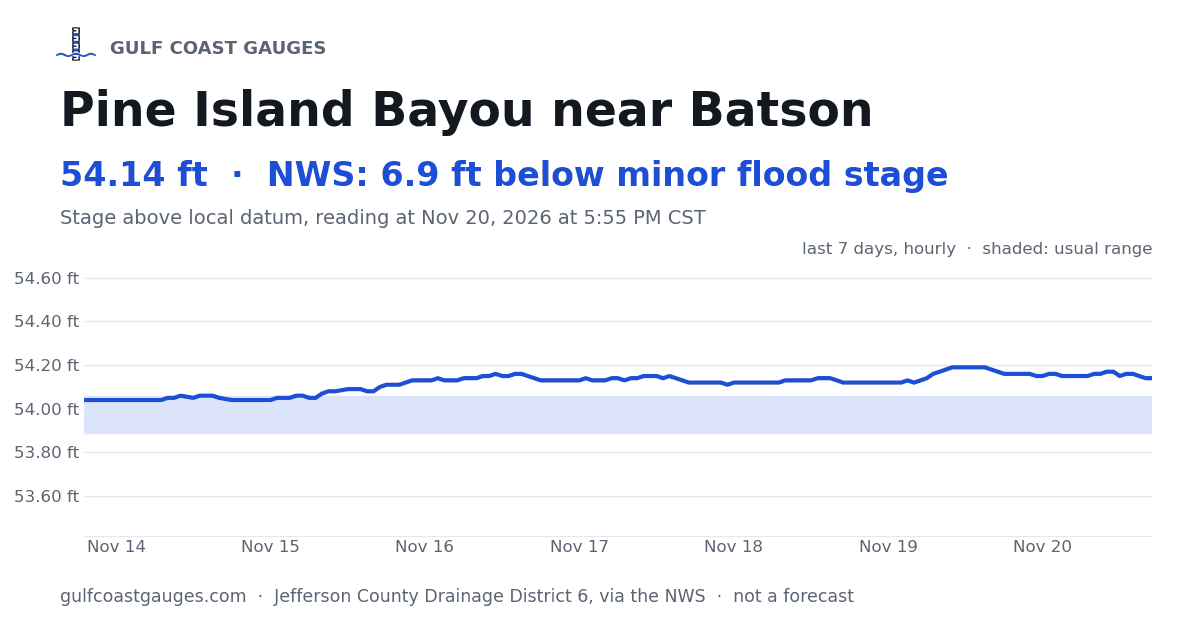 GULF COAST GAUGES
Pine Island Bayou near Batson
54.14 ft · NWS: 6.9 ft below minor flood stage
Stage above local datum, reading at Nov 20, 2026 at 5:55 PM CST
last 7 days, hourly · shaded: usual range
54.60 ft
54.40 ft
54.20 ft
54.00 ft
53.80 ft
53.60 ft
Nov 14 Nov 15 Nov 16 Nov 17 Nov 18 Nov 19 Nov 20
gulfcoastgauges.com · Jefferson County Drainage District 6, via the NWS · not a forecast